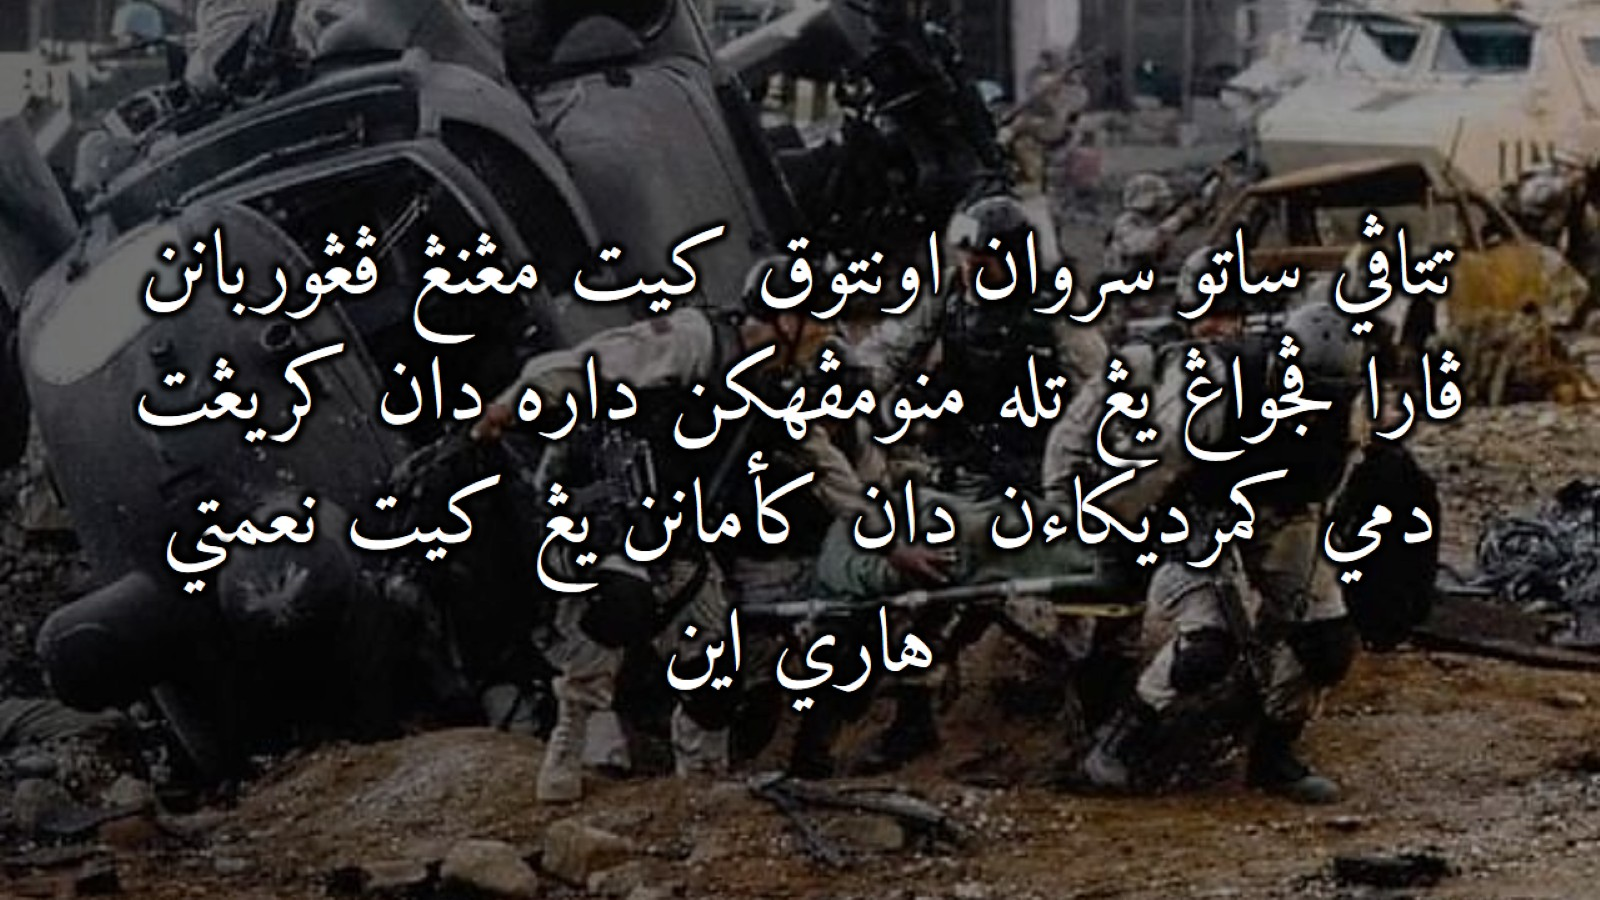 تتاڤي ساتو سروان اونتوق كيت مڠنڠ ڤڠوربانن
ڤارا ڤجواڠ يڠ تله منومڤهكن داره دان كريڠت
دمي كمرديكاءن دان كأمانن يڠ كيت نعمتي
هاري اين